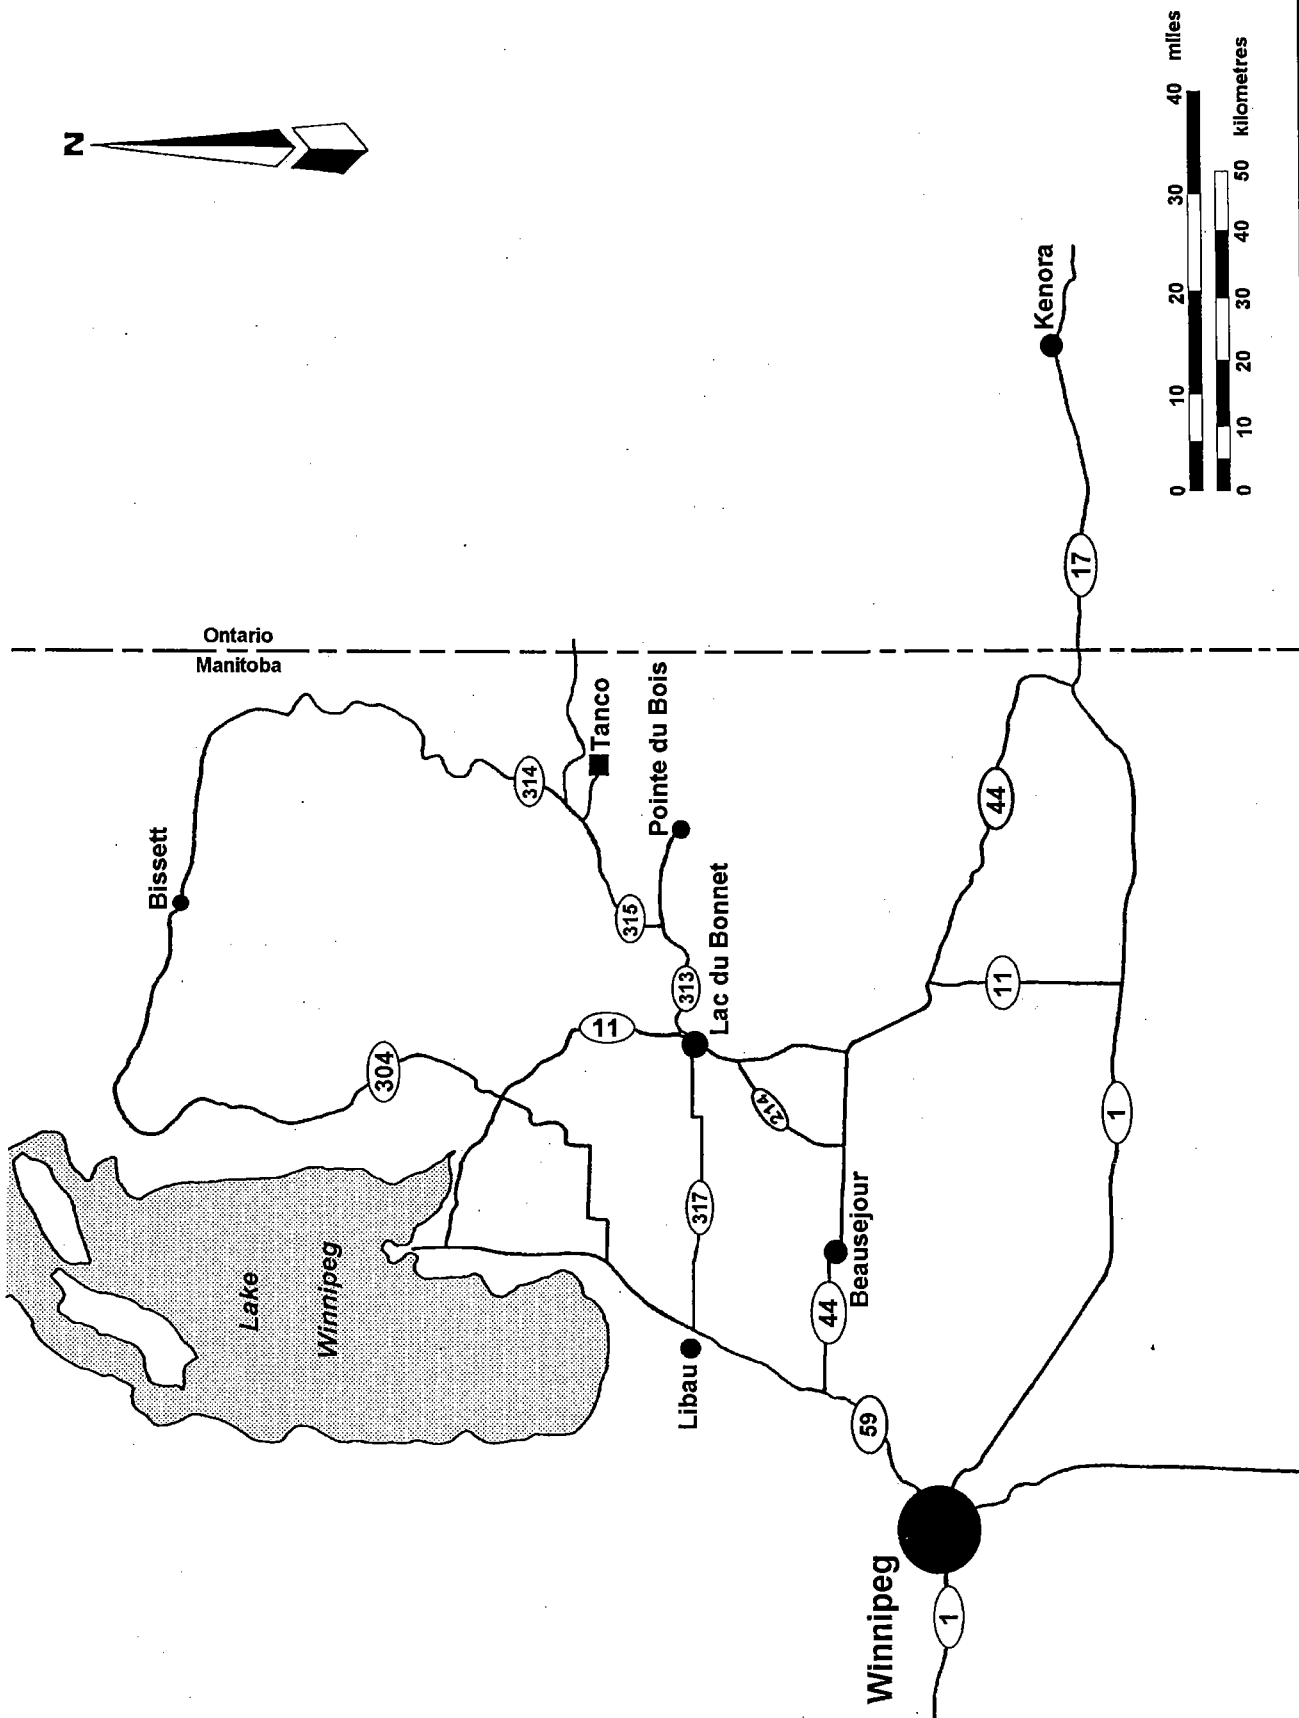 N
Ontario
Manitoba
Bissett
304
314
Tanco
Pointe du Bois
315
313
11
Lac du Bonnet
Lake
Winnipeg
317
214
Libau
Beausejour
44
44
59
11
17
Kenora
1
Winnipeg
1
0 10 20 30 40 miles
0 10 20 30 40 50 kilometres